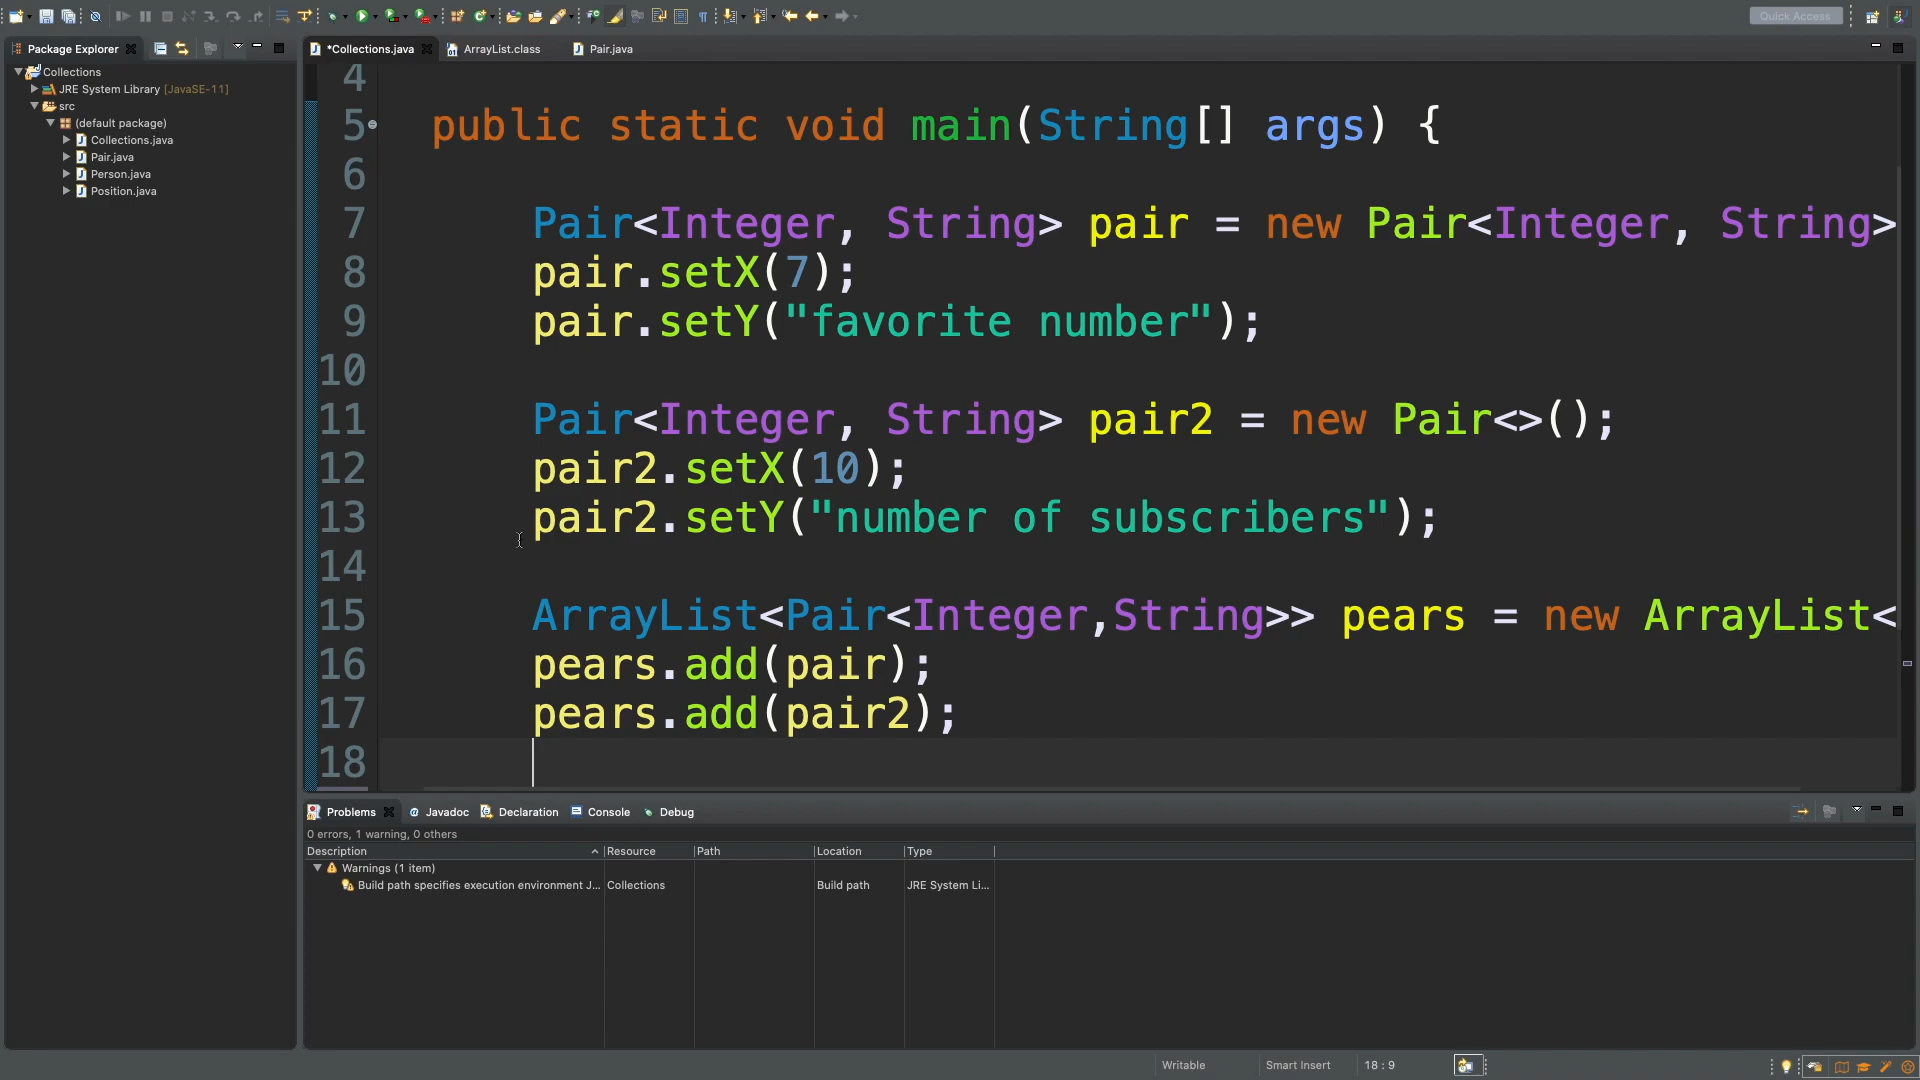 Quick Access
Package Explorer
*Collections.java
ArrayList.class
Pair.java
Collections
JRE System Library [JavaSE-11]
src
(default package)
Collections.java
Pair.java
Person.java
Position.java
4
5 public static void main(String[] args) {
6
7 Pair<Integer, String> pair = new Pair<Integer, String>
8 pair.setX(7);
9 pair.setY("favorite number");
10
11 Pair<Integer, String> pair2 = new Pair<>();
12 pair2.setX(10);
13 pair2.setY("number of subscribers");
14
15 ArrayList<Pair<Integer,String>> pears = new ArrayList<
16 pears.add(pair);
17 pears.add(pair2);
18
Problems Javadoc Declaration Console Debug
0 errors, 1 warning, 0 others
Description Resource Path Location Type
Warnings (1 item)
Build path specifies execution environment J... Collections Build path JRE System Li...
Writable Smart Insert 18 : 9